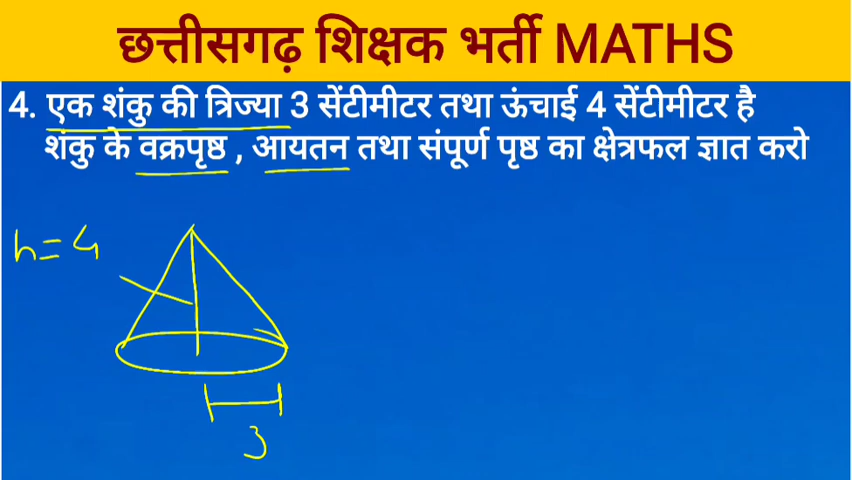 छत्तीसगढ़ शिक्षक भर्ती MATHS
4. एक शंकु की त्रिज्या 3 सेंटीमीटर तथा ऊंचाई 4 सेंटीमीटर है
शंकु के वक्रपृष्ठ , आयतन तथा संपूर्ण पृष्ठ का क्षेत्रफल ज्ञात करो
h=4
3